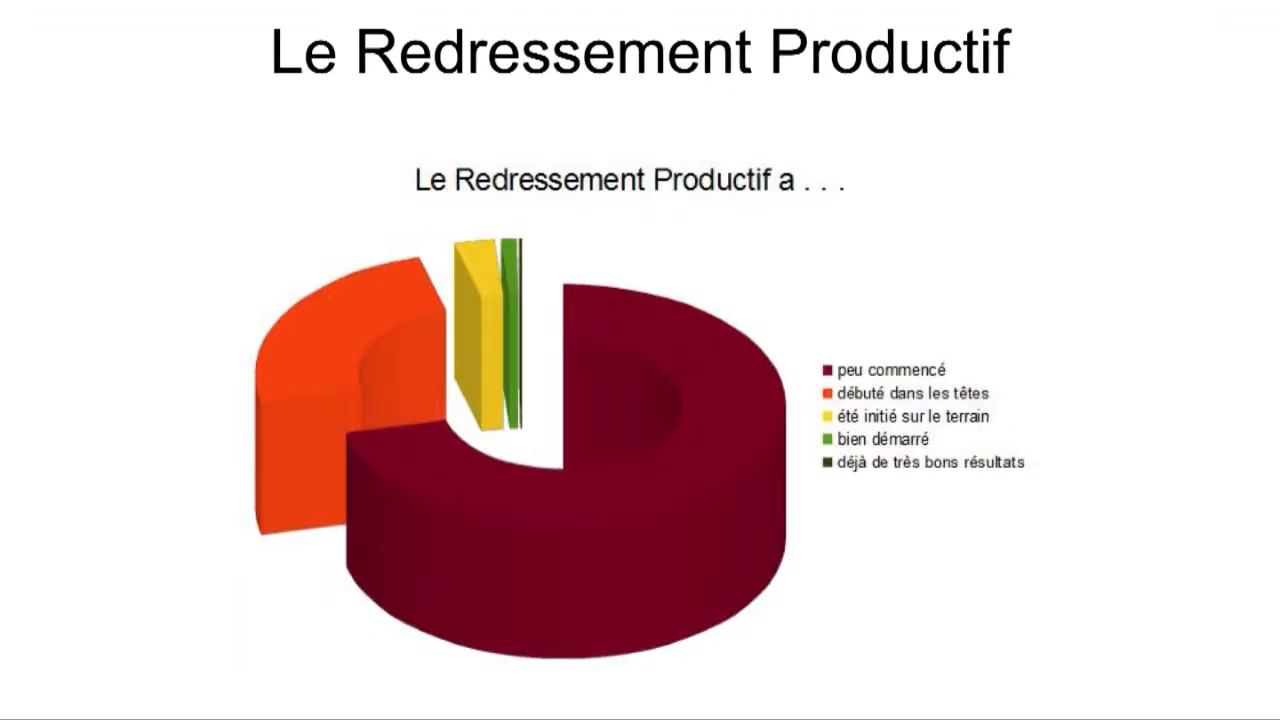 Le Redressement Productif
Le Redressement Productif a . . .
peu commencé
débuté dans les têtes
été initié sur le terrain
bien démarré
déjà de très bons résultats